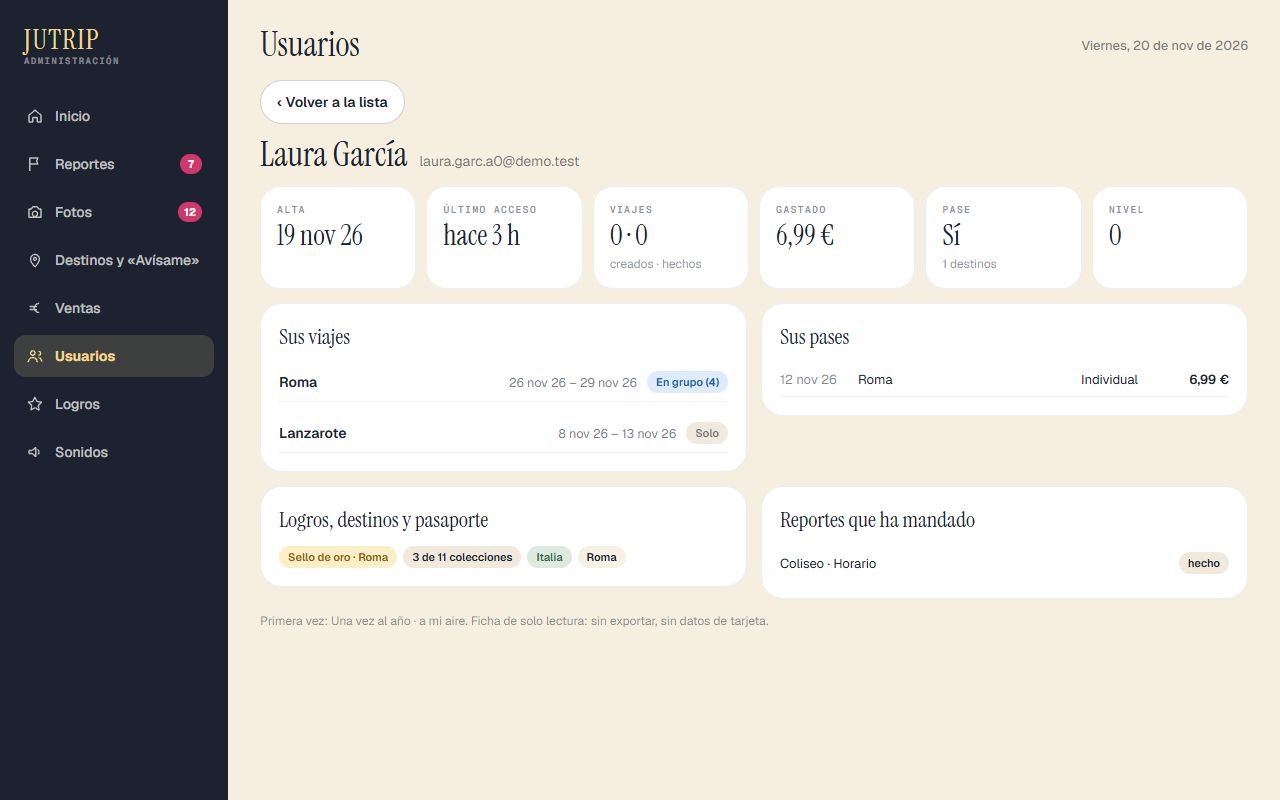 JUTRIP
ADMINISTRACIÓN
Inicio
Reportes 7
Fotos 12
Destinos y «Avísame»
Ventas
Usuarios
Logros
Sonidos
Usuarios
Viernes, 20 de nov de 2026
‹ Volver a la lista
Laura García laura.garc.a0@demo.test
ALTA
19 nov 26
ÚLTIMO ACCESO
hace 3 h
VIAJES
0 · 0
creados · hechos
GASTADO
6,99 €
PASE
Sí
1 destinos
NIVEL
0
Sus viajes
Roma 26 nov 26 – 29 nov 26 En grupo (4)
Lanzarote 8 nov 26 – 13 nov 26 Solo
Sus pases
12 nov 26 Roma Individual 6,99 €
Logros, destinos y pasaporte
Sello de oro · Roma 3 de 11 colecciones Italia Roma
Reportes que ha mandado
Coliseo · Horario hecho
Primera vez: Una vez al año · a mi aire. Ficha de solo lectura: sin exportar, sin datos de tarjeta.